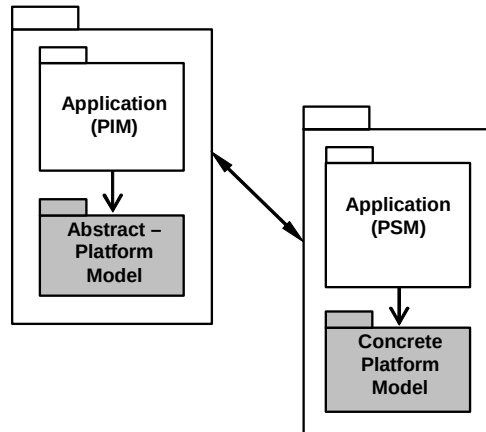 Application
(PIM)
Abstract –
Platform
Model
Application
(PSM)
Concrete
Platform
Model